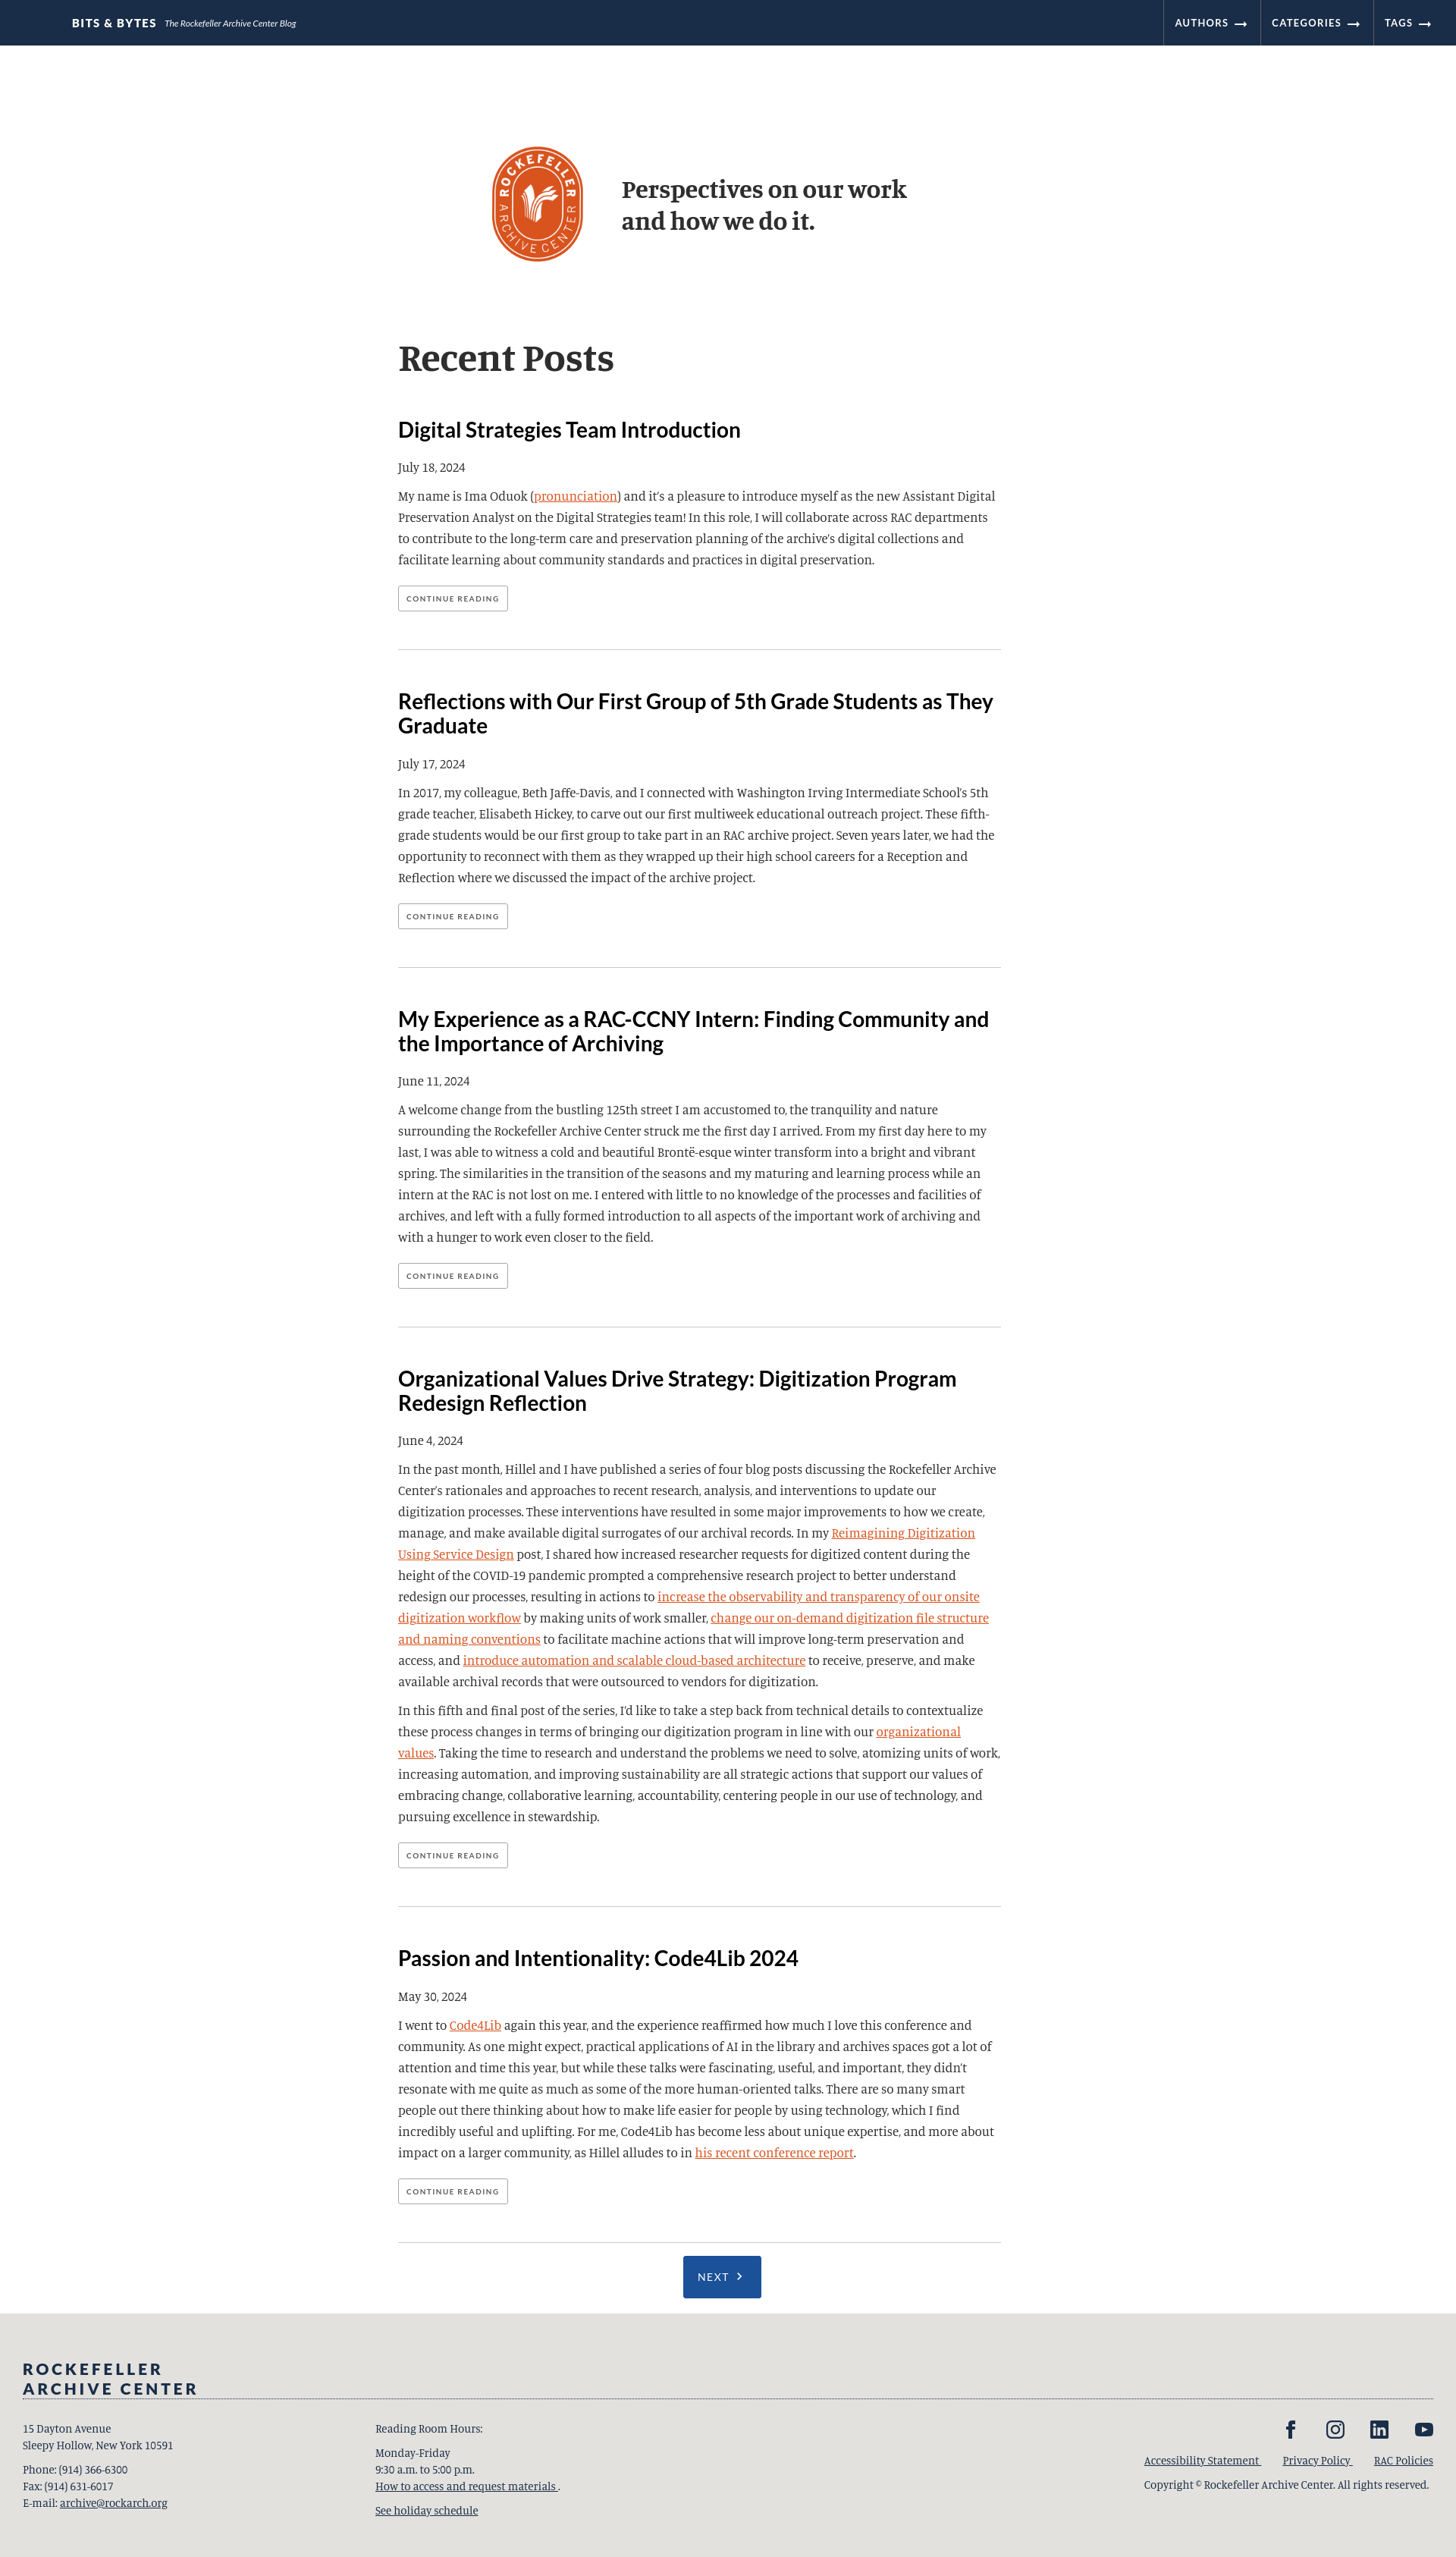 BITS & BYTES The Rockefeller Archive Center Blog
AUTHORS → CATEGORIES → TAGS →
ROCKEFELLER
ARCHIVE CENTER
Perspectives on our work
and how we do it.
Recent Posts
Digital Strategies Team Introduction
July 18, 2024
My name is Ima Oduok (pronunciation) and it’s a pleasure to introduce myself as the new Assistant Digital
Preservation Analyst on the Digital Strategies team! In this role, I will collaborate across RAC departments
to contribute to the long-term care and preservation planning of the archive’s digital collections and
facilitate learning about community standards and practices in digital preservation.
CONTINUE READING
Reflections with Our First Group of 5th Grade Students as They
Graduate
July 17, 2024
In 2017, my colleague, Beth Jaffe-Davis, and I connected with Washington Irving Intermediate School’s 5th
grade teacher, Elisabeth Hickey, to carve out our first multiweek educational outreach project. These fifth-
grade students would be our first group to take part in an RAC archive project. Seven years later, we had the
opportunity to reconnect with them as they wrapped up their high school careers for a Reception and
Reflection where we discussed the impact of the archive project.
CONTINUE READING
My Experience as a RAC-CCNY Intern: Finding Community and
the Importance of Archiving
June 11, 2024
A welcome change from the bustling 125th street I am accustomed to, the tranquility and nature
surrounding the Rockefeller Archive Center struck me the first day I arrived. From my first day here to my
last, I was able to witness a cold and beautiful Brontë-esque winter transform into a bright and vibrant
spring. The similarities in the transition of the seasons and my maturing and learning process while an
intern at the RAC is not lost on me. I entered with little to no knowledge of the processes and facilities of
archives, and left with a fully formed introduction to all aspects of the important work of archiving and
with a hunger to work even closer to the field.
CONTINUE READING
Organizational Values Drive Strategy: Digitization Program
Redesign Reflection
June 4, 2024
In the past month, Hillel and I have published a series of four blog posts discussing the Rockefeller Archive
Center’s rationales and approaches to recent research, analysis, and interventions to update our
digitization processes. These interventions have resulted in some major improvements to how we create,
manage, and make available digital surrogates of our archival records. In my Reimagining Digitization
Using Service Design post, I shared how increased researcher requests for digitized content during the
height of the COVID-19 pandemic prompted a comprehensive research project to better understand
redesign our processes, resulting in actions to increase the observability and transparency of our onsite
digitization workflow by making units of work smaller, change our on-demand digitization file structure
and naming conventions to facilitate machine actions that will improve long-term preservation and
access, and introduce automation and scalable cloud-based architecture to receive, preserve, and make
available archival records that were outsourced to vendors for digitization.
In this fifth and final post of the series, I’d like to take a step back from technical details to contextualize
these process changes in terms of bringing our digitization program in line with our organizational
values. Taking the time to research and understand the problems we need to solve, atomizing units of work,
increasing automation, and improving sustainability are all strategic actions that support our values of
embracing change, collaborative learning, accountability, centering people in our use of technology, and
pursuing excellence in stewardship.
CONTINUE READING
Passion and Intentionality: Code4Lib 2024
May 30, 2024
I went to Code4Lib again this year, and the experience reaffirmed how much I love this conference and
community. As one might expect, practical applications of AI in the library and archives spaces got a lot of
attention and time this year, but while these talks were fascinating, useful, and important, they didn’t
resonate with me quite as much as some of the more human-oriented talks. There are so many smart
people out there thinking about how to make life easier for people by using technology, which I find
incredibly useful and uplifting. For me, Code4Lib has become less about unique expertise, and more about
impact on a larger community, as Hillel alludes to in his recent conference report.
CONTINUE READING
NEXT
ROCKEFELLER
ARCHIVE CENTER
15 Dayton Avenue
Sleepy Hollow, New York 10591
Phone: (914) 366-6300
Fax: (914) 631-6017
E-mail: archive@rockarch.org
Reading Room Hours:
Monday-Friday
9:30 a.m. to 5:00 p.m.
How to access and request materials .
See holiday schedule
Accessibility Statement Privacy Policy RAC Policies
Copyright © Rockefeller Archive Center. All rights reserved.